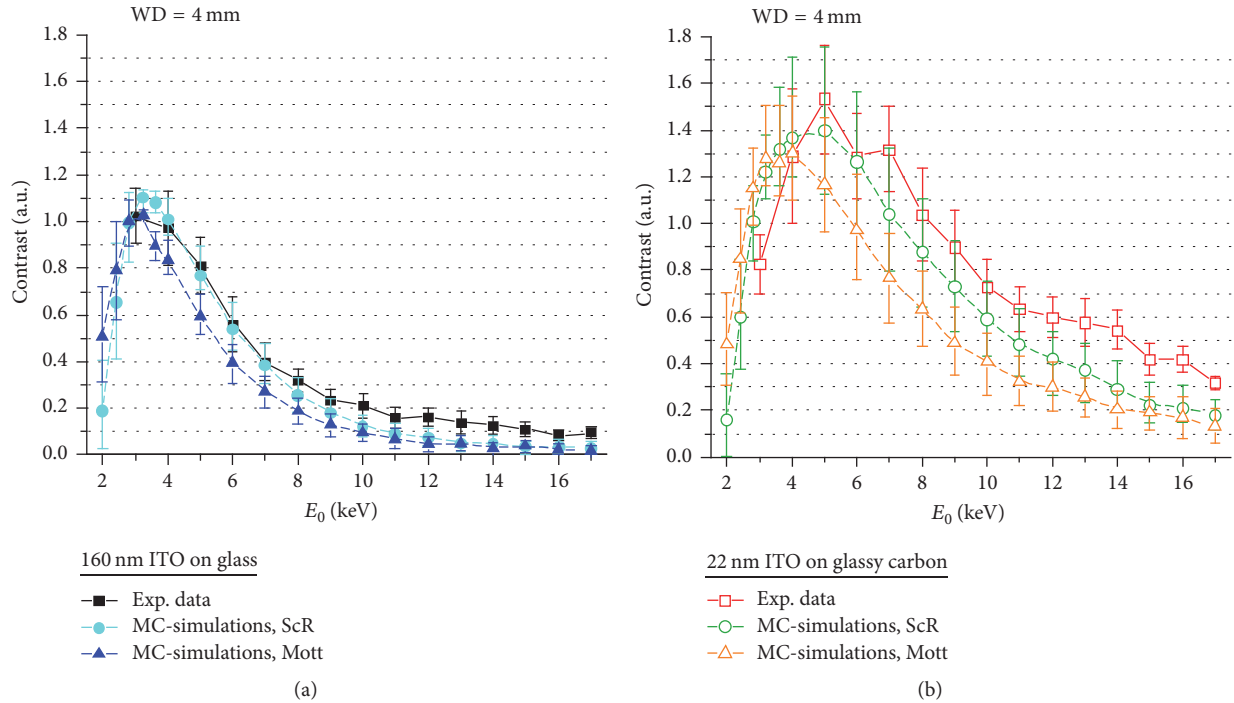 WD = 4 mm
1.8
1.6
1.4
1.2
1.0
0.8
0.6
0.4
0.2
0.0
Contrast (a.u.)
2 4 6 8 10 12 14 16
E₀ (keV)
160 nm ITO on glass
Exp. data
MC-simulations, ScR
MC-simulations, Mott
(a)
WD = 4 mm
1.8
1.6
1.4
1.2
1.0
0.8
0.6
0.4
0.2
0.0
Contrast (a.u.)
2 4 6 8 10 12 14 16
E₀ (keV)
22 nm ITO on glassy carbon
Exp. data
MC-simulations, ScR
MC-simulations, Mott
(b)